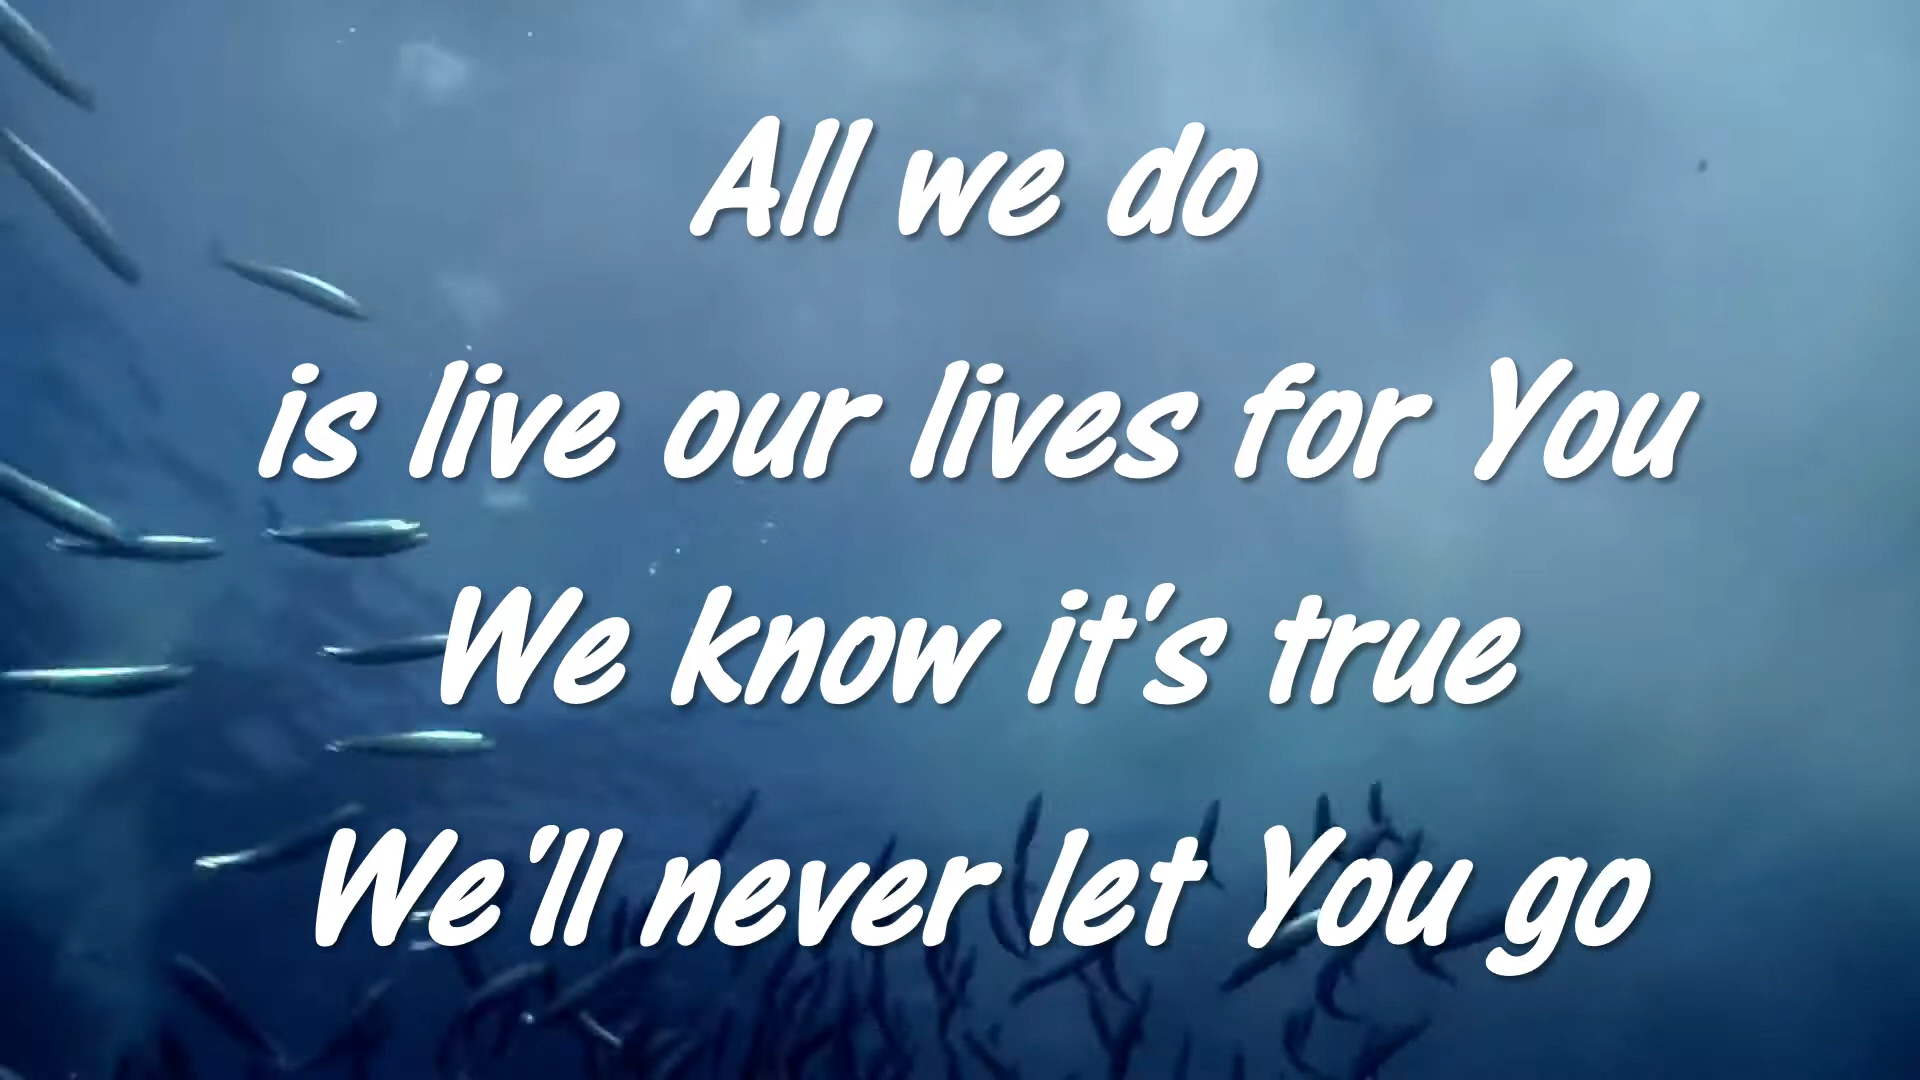 All we do
is live our lives for You
We know it's true
We'll never let You go